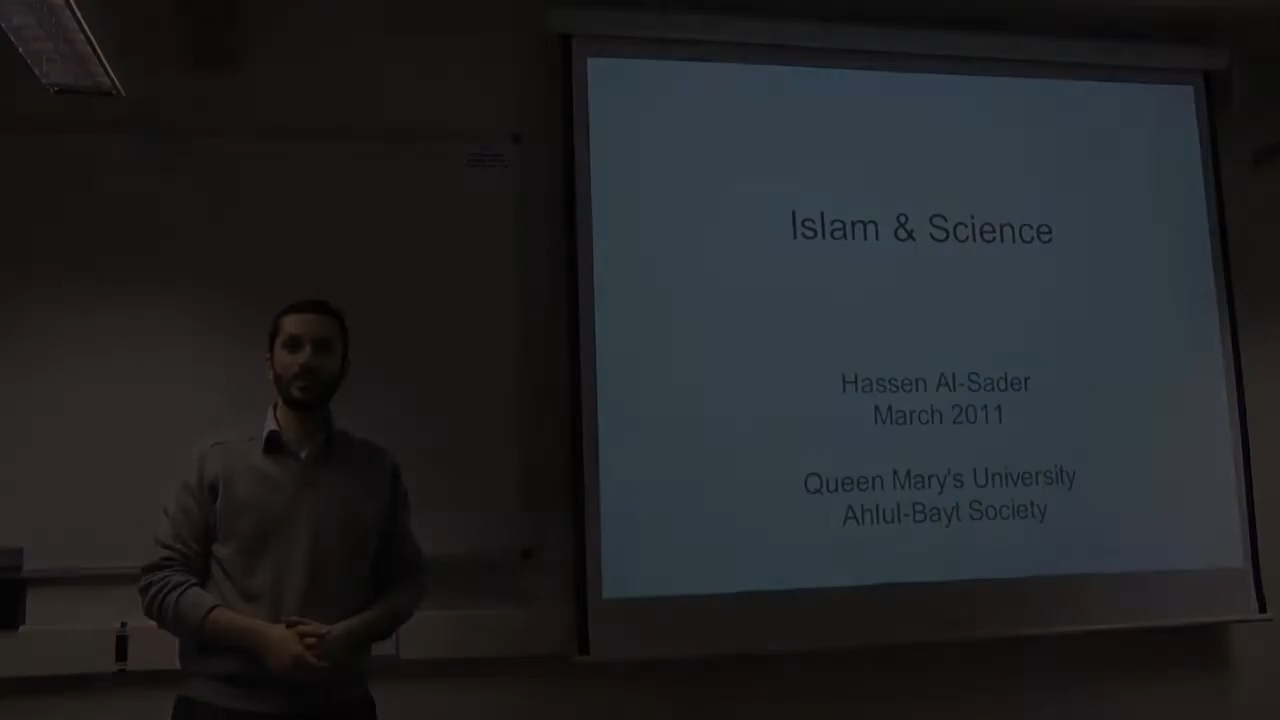 Islam & Science
Hassen Al-Sader
March 2011
Queen Mary's University
Ahlul-Bayt Society